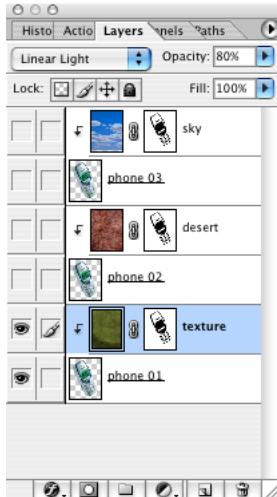 Histo Actio Layers nnels Paths
Linear Light Opacity: 80%
Lock: Fill: 100%
sky
phone 03
desert
phone 02
texture
phone 01